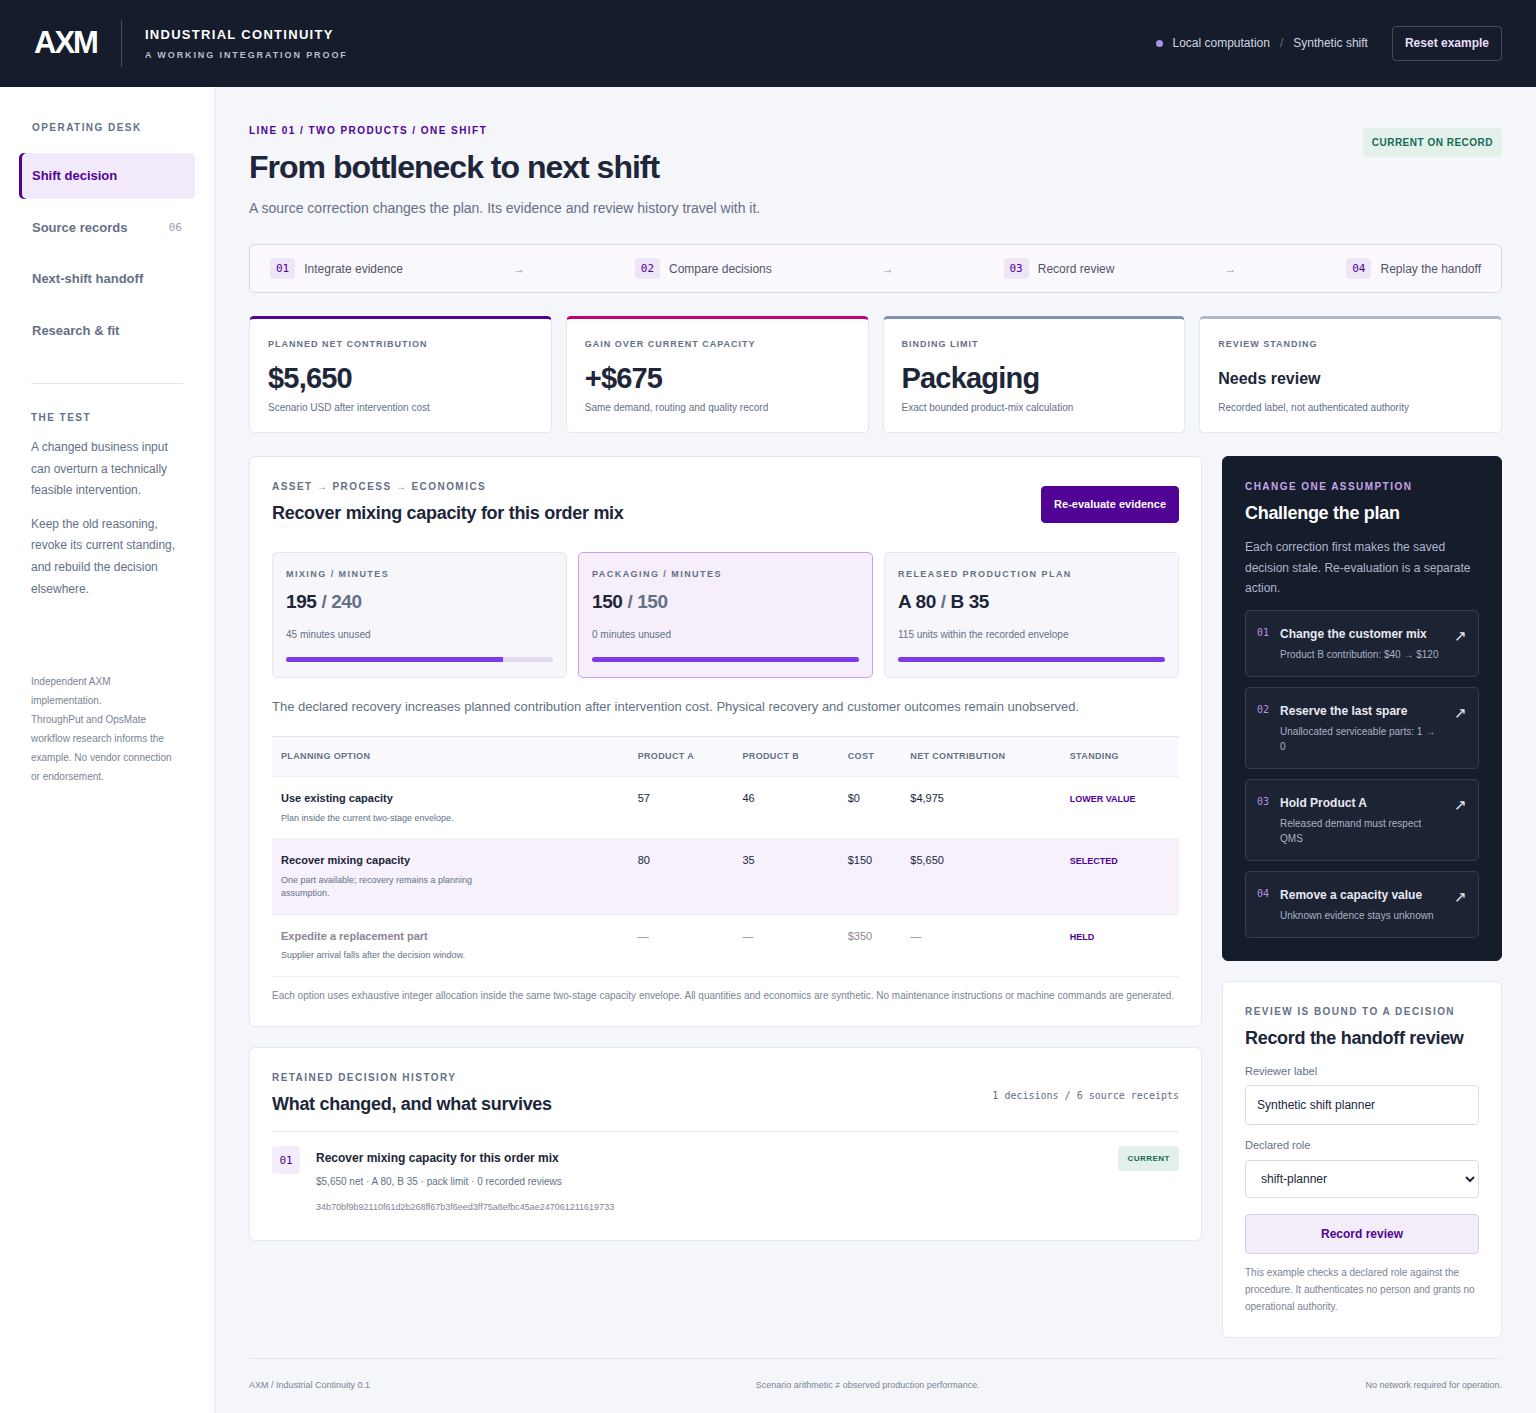 AXM
INDUSTRIAL CONTINUITY
A WORKING INTEGRATION PROOF
Local computation / Synthetic shift
Reset example
OPERATING DESK
Shift decision
Source records 06
Next-shift handoff
Research & fit
THE TEST
A changed business input
can overturn a technically
feasible intervention.
Keep the old reasoning,
revoke its current standing,
and rebuild the decision
elsewhere.
Independent AXM
implementation.
ThroughPut and OpsMate
workflow research informs the
example. No vendor connection
or endorsement.
LINE 01 / TWO PRODUCTS / ONE SHIFT
From bottleneck to next shift
A source correction changes the plan. Its evidence and review history travel with it.
CURRENT ON RECORD
01 Integrate evidence → 02 Compare decisions → 03 Record review → 04 Replay the handoff
PLANNED NET CONTRIBUTION
$5,650
Scenario USD after intervention cost
GAIN OVER CURRENT CAPACITY
+$675
Same demand, routing and quality record
BINDING LIMIT
Packaging
Exact bounded product-mix calculation
REVIEW STANDING
Needs review
Recorded label, not authenticated authority
ASSET → PROCESS → ECONOMICS
Recover mixing capacity for this order mix
Re-evaluate evidence
MIXING / MINUTES
195 / 240
45 minutes unused
PACKAGING / MINUTES
150 / 150
0 minutes unused
RELEASED PRODUCTION PLAN
A 80 / B 35
115 units within the recorded envelope
The declared recovery increases planned contribution after intervention cost. Physical recovery and customer outcomes remain unobserved.
PLANNING OPTION PRODUCT A PRODUCT B COST NET CONTRIBUTION STANDING
Use existing capacity 57 46 $0 $4,975 LOWER VALUE
Plan inside the current two-stage envelope.
Recover mixing capacity 80 35 $150 $5,650 SELECTED
One part available; recovery remains a planning
assumption.
Expedite a replacement part — — $350 — HELD
Supplier arrival falls after the decision window.
Each option uses exhaustive integer allocation inside the same two-stage capacity envelope. All quantities and economics are synthetic. No maintenance instructions or machine commands are generated.
RETAINED DECISION HISTORY
What changed, and what survives
1 decisions / 6 source receipts
01 Recover mixing capacity for this order mix
$5,650 net · A 80, B 35 · pack limit · 0 recorded reviews
34b70bf9b92110f61d2b268ff67b3f6eed3ff75a8efbc45ae247061211619733
CURRENT
CHANGE ONE ASSUMPTION
Challenge the plan
Each correction first makes the saved
decision stale. Re-evaluation is a separate
action.
01 Change the customer mix ↗
Product B contribution: $40 → $120
02 Reserve the last spare ↗
Unallocated serviceable parts: 1 →
0
03 Hold Product A ↗
Released demand must respect
QMS
04 Remove a capacity value ↗
Unknown evidence stays unknown
REVIEW IS BOUND TO A DECISION
Record the handoff review
Reviewer label
Synthetic shift planner
Declared role
shift-planner
Record review
This example checks a declared role against the
procedure. It authenticates no person and grants no
operational authority.
AXM / Industrial Continuity 0.1
Scenario arithmetic ≠ observed production performance.
No network required for operation.